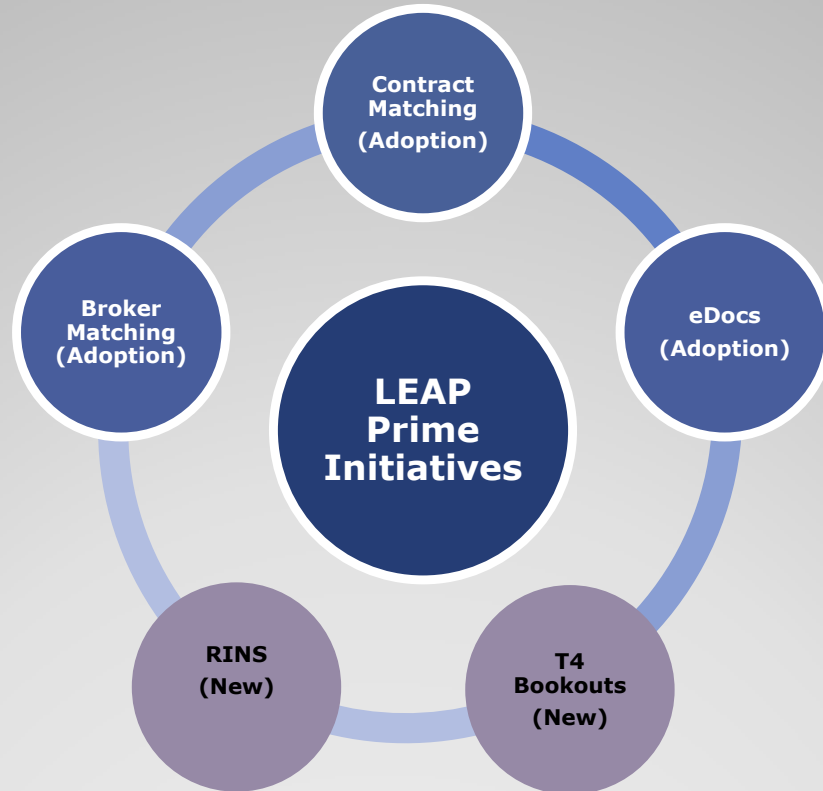 Contract
Matching
(Adoption)
Broker
Matching
(Adoption)
eDocs
(Adoption)
LEAP
Prime
Initiatives
RINS
(New)
T4
Bookouts
(New)